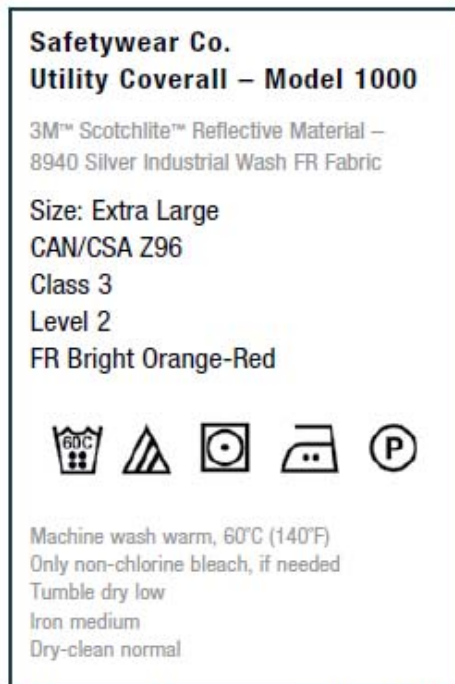 Safetywear Co.
Utility Coverall – Model 1000
3M™ Scotchlite™ Reflective Material –
8940 Silver Industrial Wash FR Fabric
Size: Extra Large
CAN/CSA Z96
Class 3
Level 2
FR Bright Orange-Red
60C P
Machine wash warm, 60°C (140°F)
Only non-chlorine bleach, if needed
Tumble dry low
Iron medium
Dry-clean normal